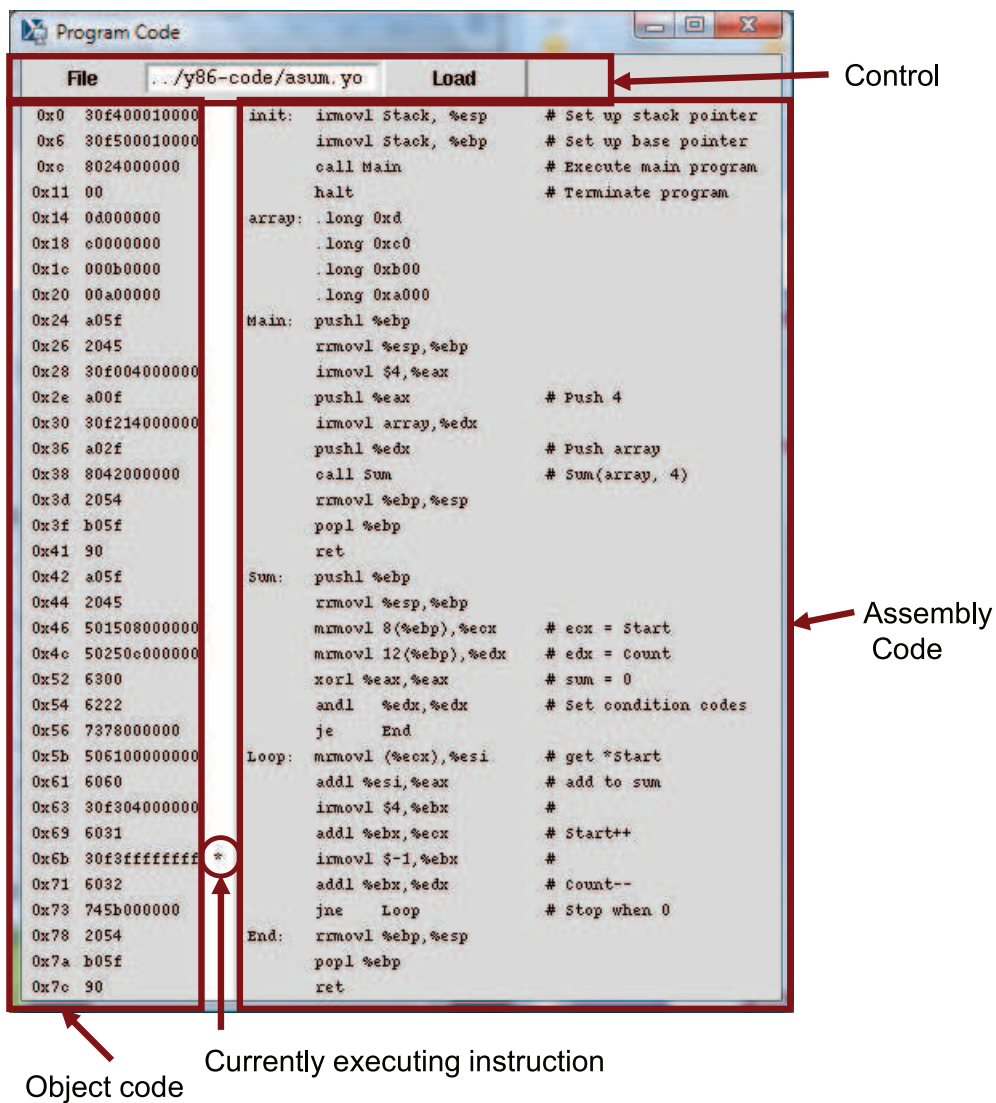 Program Code
File ../y86-code/asum.yo Load
Control
0x0 30f400010000 init: irmovl Stack, %esp # Set up stack pointer
0x6 30f500010000 irmovl Stack, %ebp # Set up base pointer
0xc 8024000000 call Main # Execute main program
0x11 00 halt # Terminate program
0x14 0d000000 array: .long 0xd
0x18 c0000000 .long 0xc0
0x1c 000b0000 .long 0xb00
0x20 00a00000 .long 0xa000
0x24 a05f Main: pushl %ebp
0x26 2045 rrmovl %esp,%ebp
0x28 30f004000000 irmovl $4,%eax
0x2e a00f pushl %eax # Push 4
0x30 30f214000000 irmovl array,%edx
0x36 a02f pushl %edx # Push array
0x38 8042000000 call Sum # Sum(array, 4)
0x3d 2054 rrmovl %ebp,%esp
0x3f b05f popl %ebp
0x41 90 ret
0x42 a05f Sum: pushl %ebp
0x44 2045 rrmovl %esp,%ebp
0x46 501508000000 mrmovl 8(%ebp),%ecx # ecx = Start
0x4c 50250c000000 mrmovl 12(%ebp),%edx # edx = Count
0x52 6300 xorl %eax,%eax # sum = 0
0x54 6222 andl %edx,%edx # Set condition codes
0x56 7378000000 je End
0x5b 506100000000 Loop: mrmovl (%ecx),%esi # get *Start
0x61 6060 addl %esi,%eax # add to sum
0x63 30f304000000 irmovl $4,%ebx #
0x69 6031 addl %ebx,%ecx # Start++
0x6b 30f3ffffffff * irmovl $-1,%ebx #
0x71 6032 addl %ebx,%edx # Count--
0x73 745b000000 jne Loop # Stop when 0
0x78 2054 End: rrmovl %ebp,%esp
0x7a b05f popl %ebp
0x7c 90 ret
Assembly
Code
Currently executing instruction
Object code